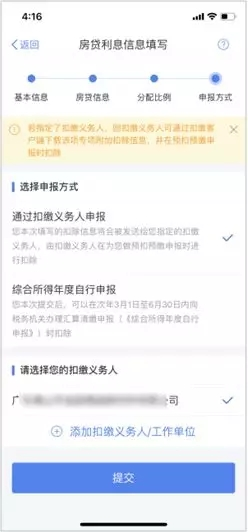 4:16
返回
房贷利息信息填写
基本信息 房贷信息 分配比例 申报方式
若指定了扣缴义务人，则扣缴义务人可通过扣缴客
户端下载该项专项附加扣除信息，并在预扣预缴申
报时扣除
选择申报方式
通过扣缴义务人申报
您本次填写的扣除信息将会被发送给您指定的扣缴义
务人，由扣缴义务人在为您做预扣预缴申报时进行
扣除
综合所得年度自行申报
您本次提交后，可以在次年3月1日至6月30日内向
税务机关办理汇算清缴申报（《综合所得年度自行
申报》）时扣除
请选择您的扣缴义务人
广 公司
添加扣缴义务人/工作单位
提交